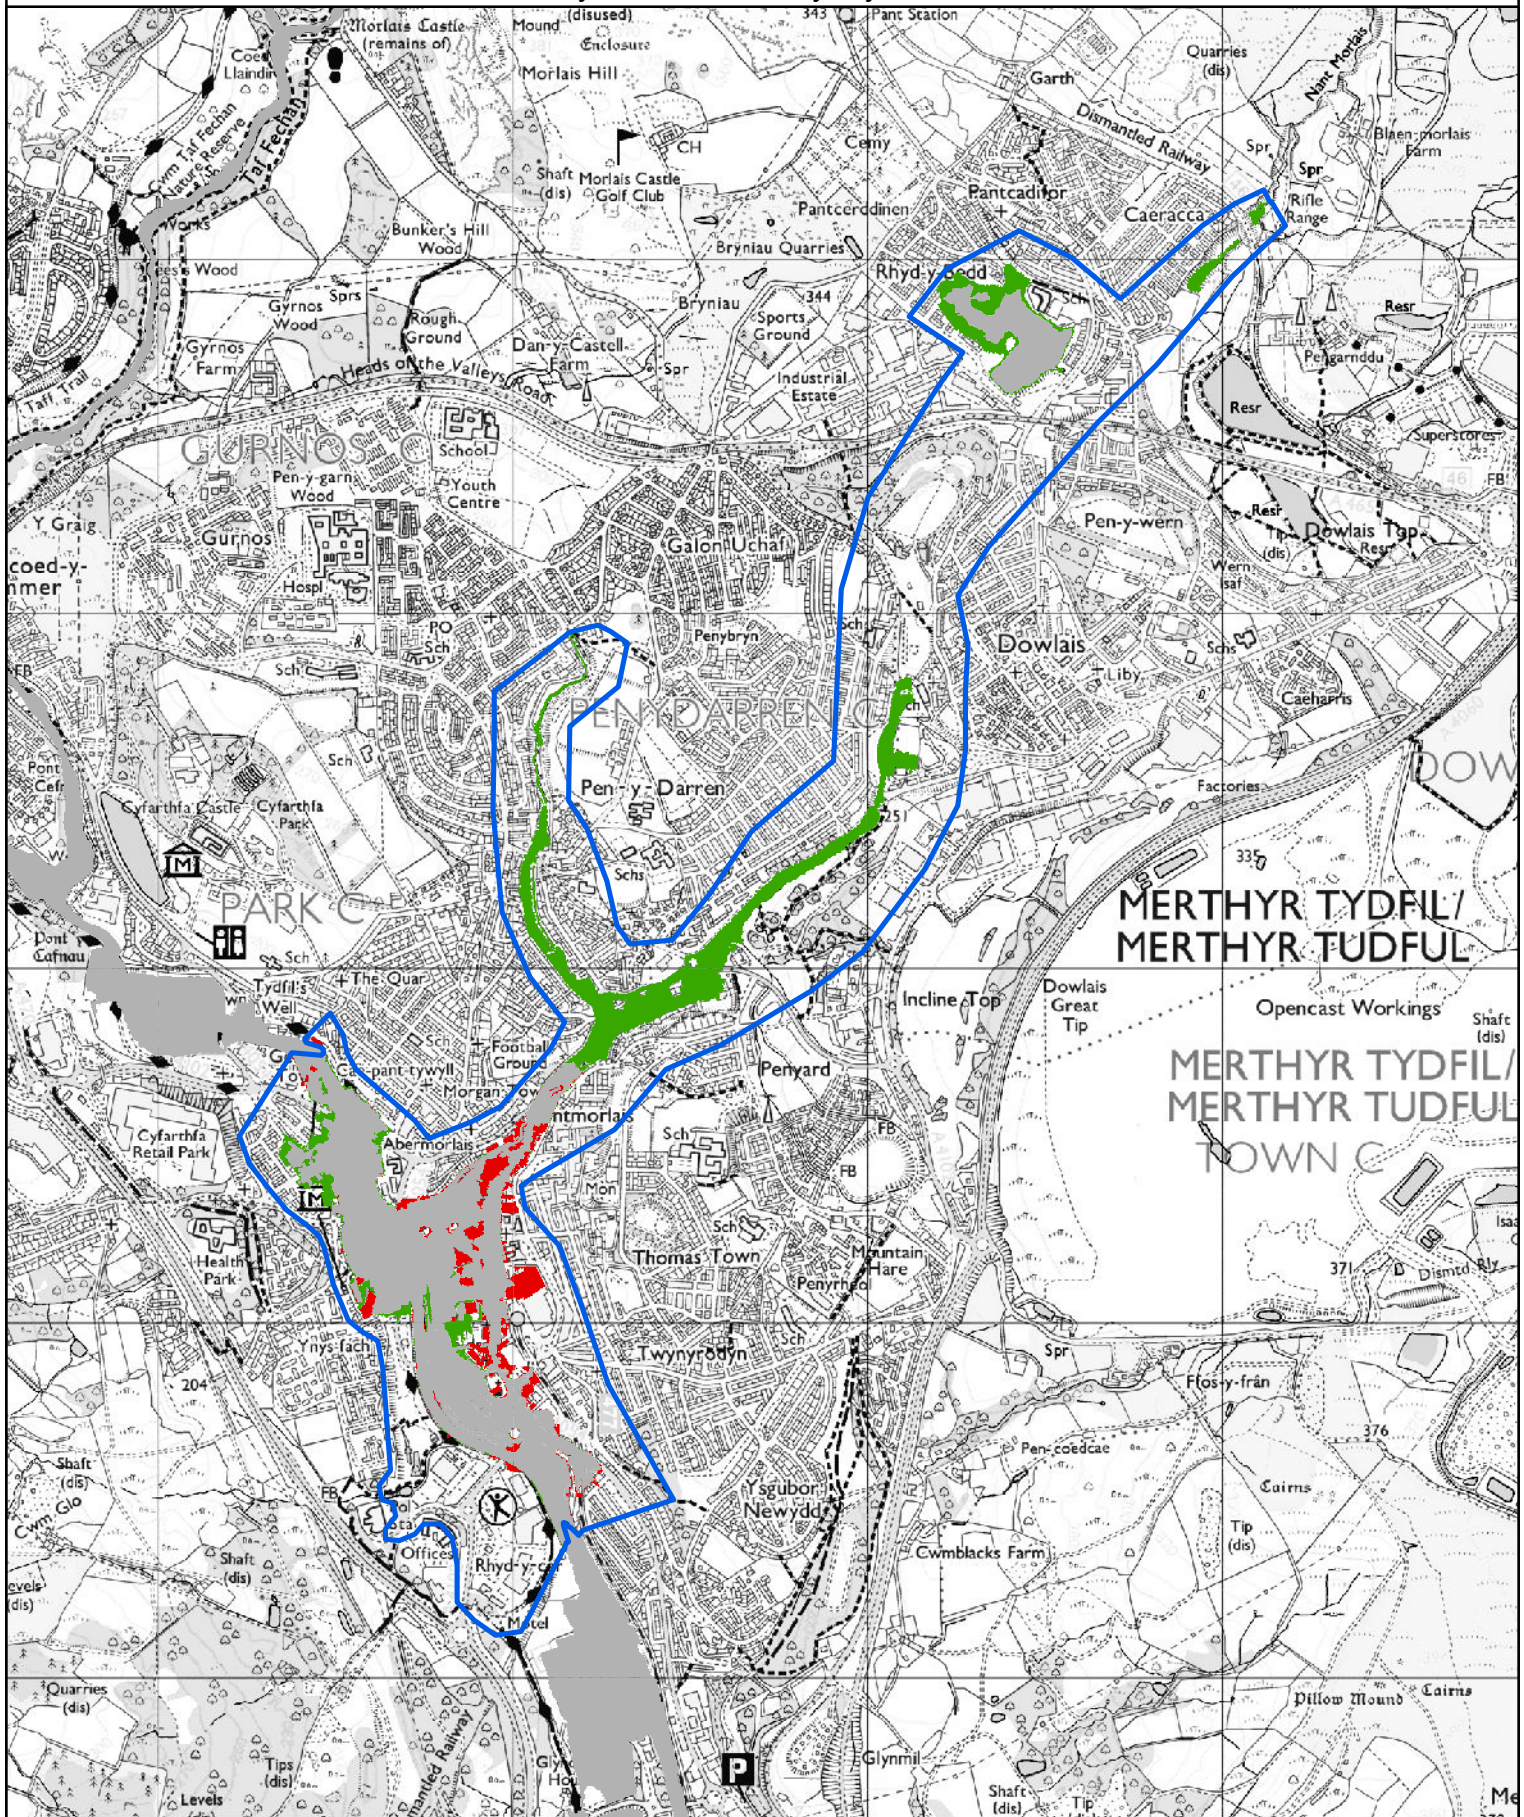 (disused)
343
Pant Station
Morlais Castle
(remains of)
Mound
Enclosure
Coed
Llaindir
Morlais Hill
Quarries
(dis)
Nant Morlais
Garth
Dismantled Railway
Blaen-morlais
Farm
Cwm Taf Fechan
Nature Reserve
Taf Fechan
CH
Cemy
Spr
Spr
Shaft
(dis)
Morlais Castle
Golf Club
Pantcadifor
Pantcerddinen
Caeracca
Rifle
Range
Works
Bunker's Hill
Wood
Bryniau Quarries
Rhyd-y-bedd
Sch
Gyrnos
Wood
Sprs
Rough
Ground
Bryniau
344
Sports
Ground
Resr
Gyrnos
Farm
Dan-y-Castell
Farm
Pengarnddu
Taff Trail
Heads of the Valleys Road
Spr
Industrial
Estate
Resr
Superstores
GURNOS C
School
46
FB
Pen-y-garn
Wood
Youth
Centre
Y Graig
Gurnos
Galon Uchaf
Pen-y-wern
Resr
Tip
(dis)
Dowlais Top
Resr
coed-y-
mmer
Hospl
Wern
Isaf
PO
Sch
Penybryn
Sch
Dowlais
Schs
FB
Sch
Liby
Caeharris
PENYDARREN C
Sch
Pont
Cefn
Sch
Pen-y-Darren
DOW
Factories
Cyfarthfa Castle
Cyfarthfa
Park
251
M
335
Schs
PARK C
MERTHYR TYDFIL/
MERTHYR TUDFUL
Pont
Cafnau
Sch
Tydfil's
Well
The Quar
Incline Top
Dowlais
Great
Tip
Opencast Workings
Shaft
(dis)
Sch
Football
Ground
Penyard
MERTHYR TYDFIL/
MERTHYR TUDFUL
TOWN C
Morgan Town
Cyfarthfa
Retail Park
Abermorlais
Sch
FB
FB
M
Mon
Health
Park
Sch
Thomas Town
Mountain
Hare
Penyrheol
371
Dismtd Rly
Ynys fach
Twynyrodyn
Sch
Spr
204
Ffos-y-frân
376
Shaft
(dis)
Pen-coedcae
Cairns
Cwm Glo
FB
Ysgubor
Newydd
Tip
(dis)
Shaft
(dis)
Offices
Rhyd-y-car
Cwmblacks Farm
evels
(dis)
Motel
Quarries
(dis)
Pillow Mound
Cairns
Tips
(dis)
Glynmil
P
Levels
(dis)
Shaft
(dis)
Tip